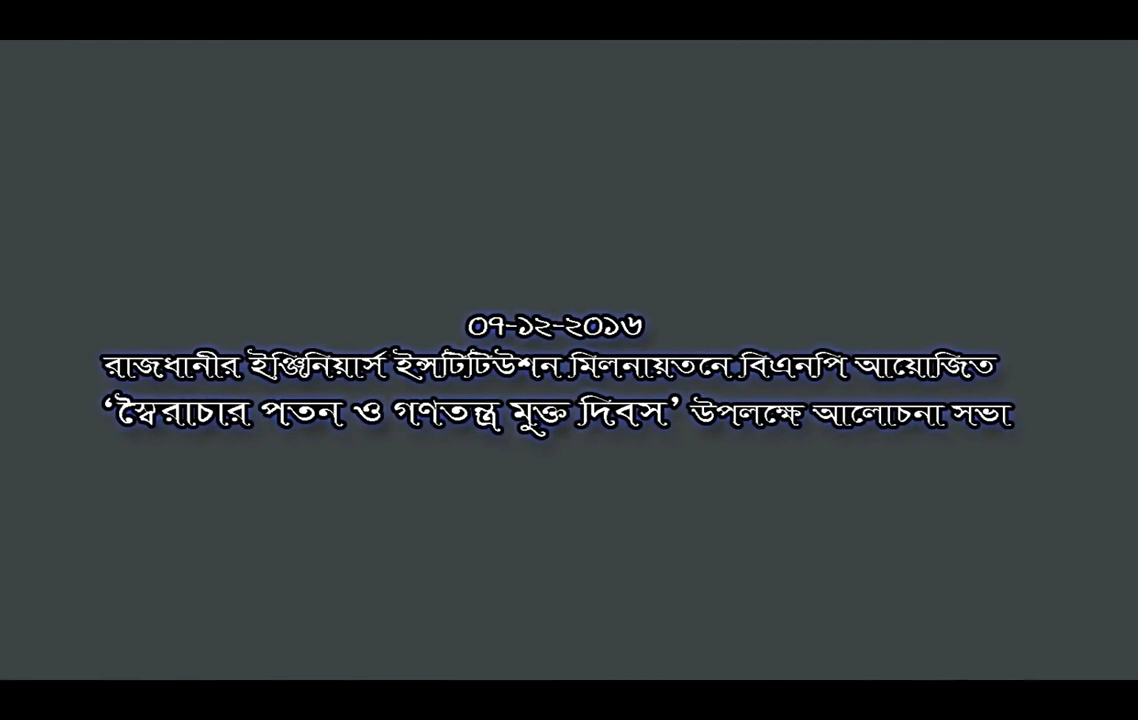 ০৭-১২-২০১৬
রাজধানীর ইঞ্জিনিয়ার্স ইন্সটিটিউশন মিলনায়তনে বিএনপি আয়োজিত
‘স্বৈরাচার পতন ও গণতন্ত্র মুক্ত দিবস’ উপলক্ষে আলোচনা সভা